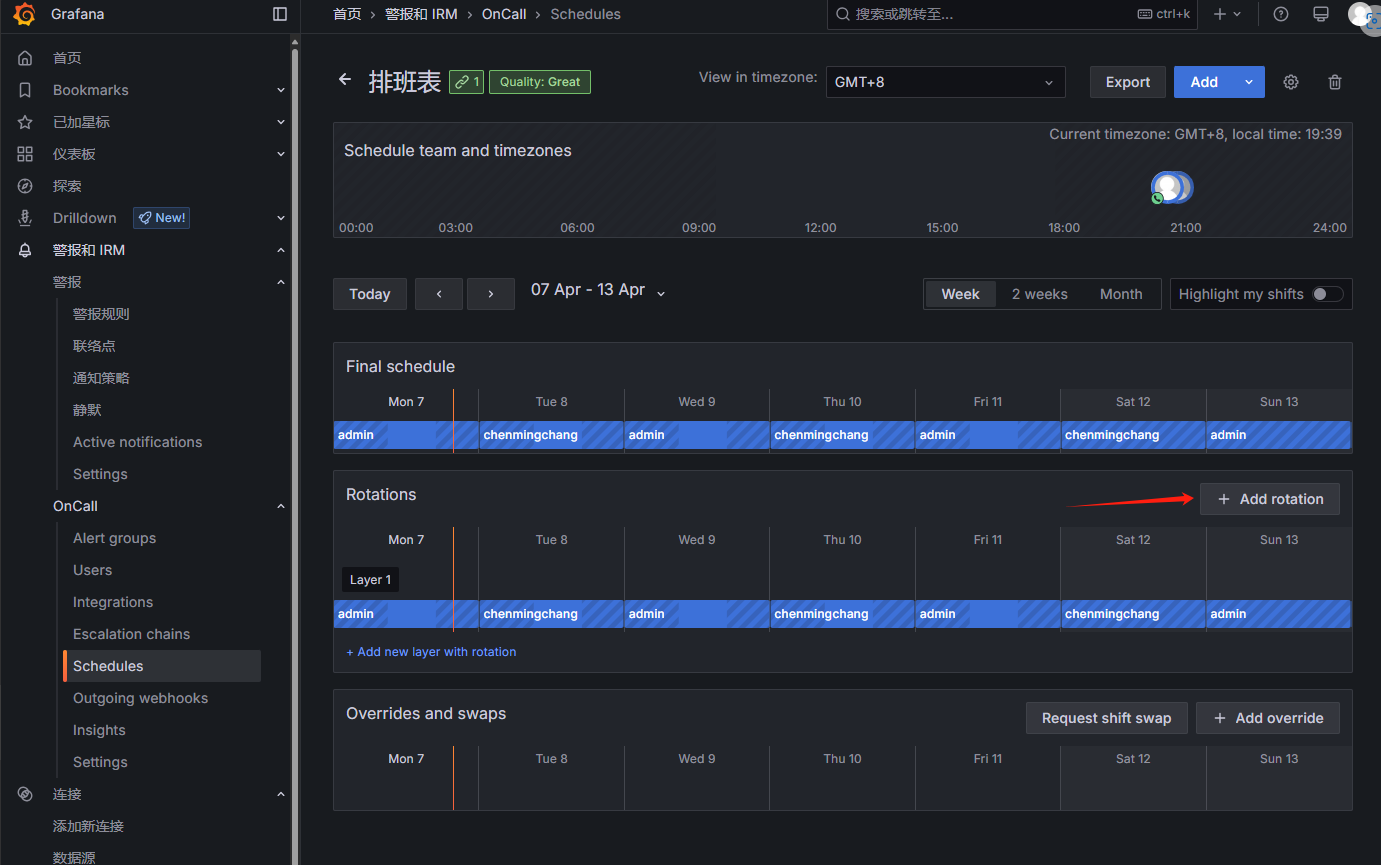 Grafana
首页 › 警报和 IRM › OnCall › Schedules
搜索或跳转至...
ctrl+k
首页
Bookmarks
已加星标
仪表板
探索
Drilldown
New!
警报和 IRM
警报
警报规则
联络点
通知策略
静默
Active notifications
Settings
OnCall
Alert groups
Users
Integrations
Escalation chains
Schedules
Outgoing webhooks
Insights
Settings
连接
添加新连接
数据源
排班表
1
Quality: Great
View in timezone:
GMT+8
Export
Add
Schedule team and timezones
Current timezone: GMT+8, local time: 19:39
00:00 03:00 06:00 09:00 12:00 15:00 18:00 21:00 24:00
Today
‹
›
07 Apr - 13 Apr
Week
2 weeks
Month
Highlight my shifts
Final schedule
Mon 7 Tue 8 Wed 9 Thu 10 Fri 11 Sat 12 Sun 13
admin chenmingchang admin chenmingchang admin chenmingchang admin
Rotations
+ Add rotation
Mon 7 Tue 8 Wed 9 Thu 10 Fri 11 Sat 12 Sun 13
Layer 1
admin chenmingchang admin chenmingchang admin chenmingchang admin
+ Add new layer with rotation
Overrides and swaps
Request shift swap
+ Add override
Mon 7 Tue 8 Wed 9 Thu 10 Fri 11 Sat 12 Sun 13